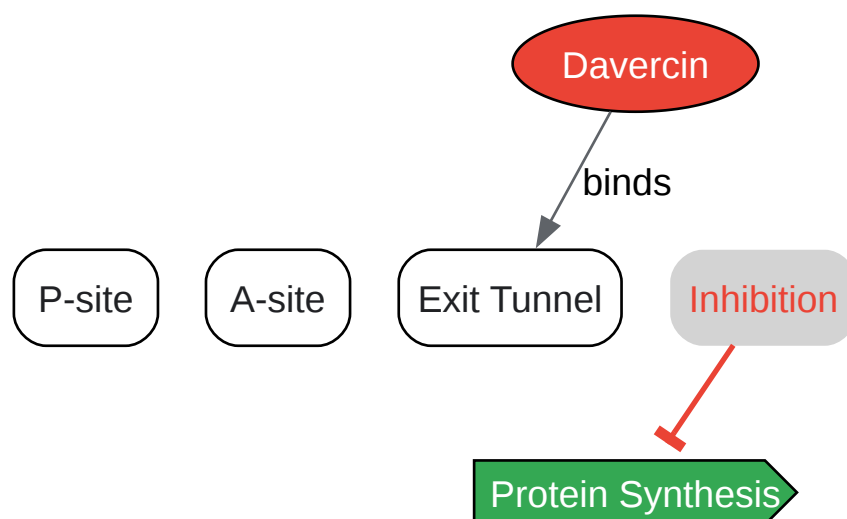 Davercin
binds
P-site
A-site
Exit Tunnel
Inhibition
Protein Synthesis